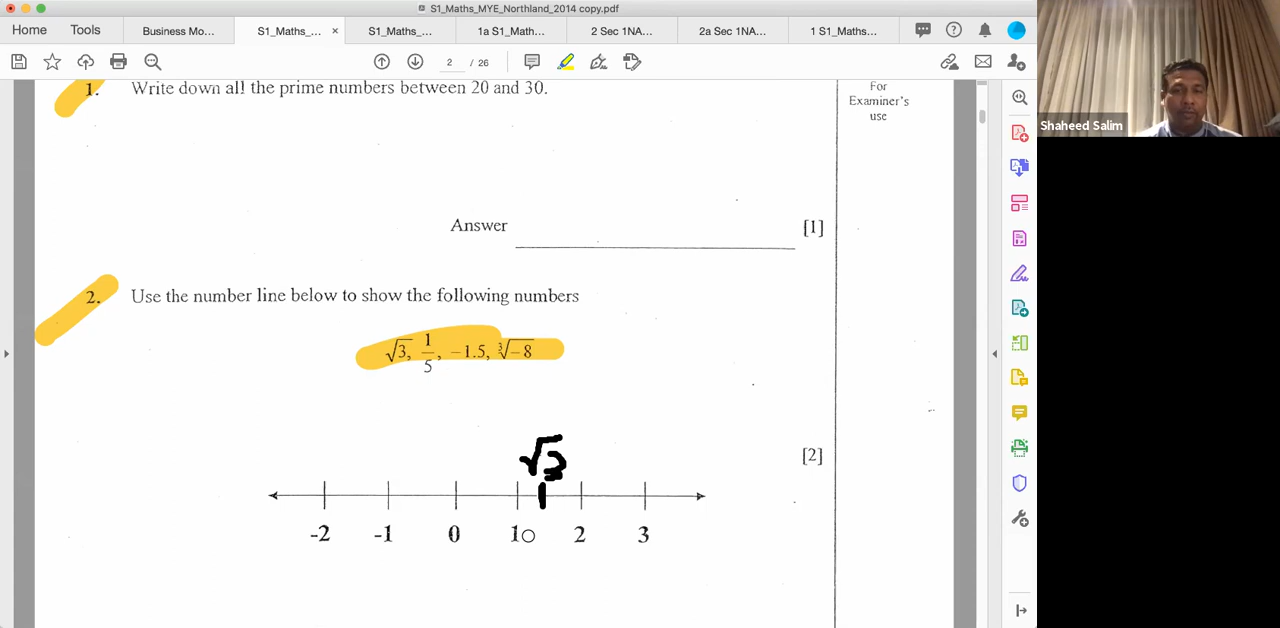 S1_Maths_MYE_Northland_2014 copy.pdf
Home Tools Business Mo... S1_Maths_... × S1_Maths_... 1a S1_Math... 2 Sec 1NA... 2a Sec 1NA... 1 S1_Maths...
2 / 26
1. Write down all the prime numbers between 20 and 30.
For
Examiner's
use
Shaheed Salim
Answer [1]
2. Use the number line below to show the following numbers
√3, 1/5, −1.5, ∛−8
[2]
√3
-2 -1 0 1 2 3